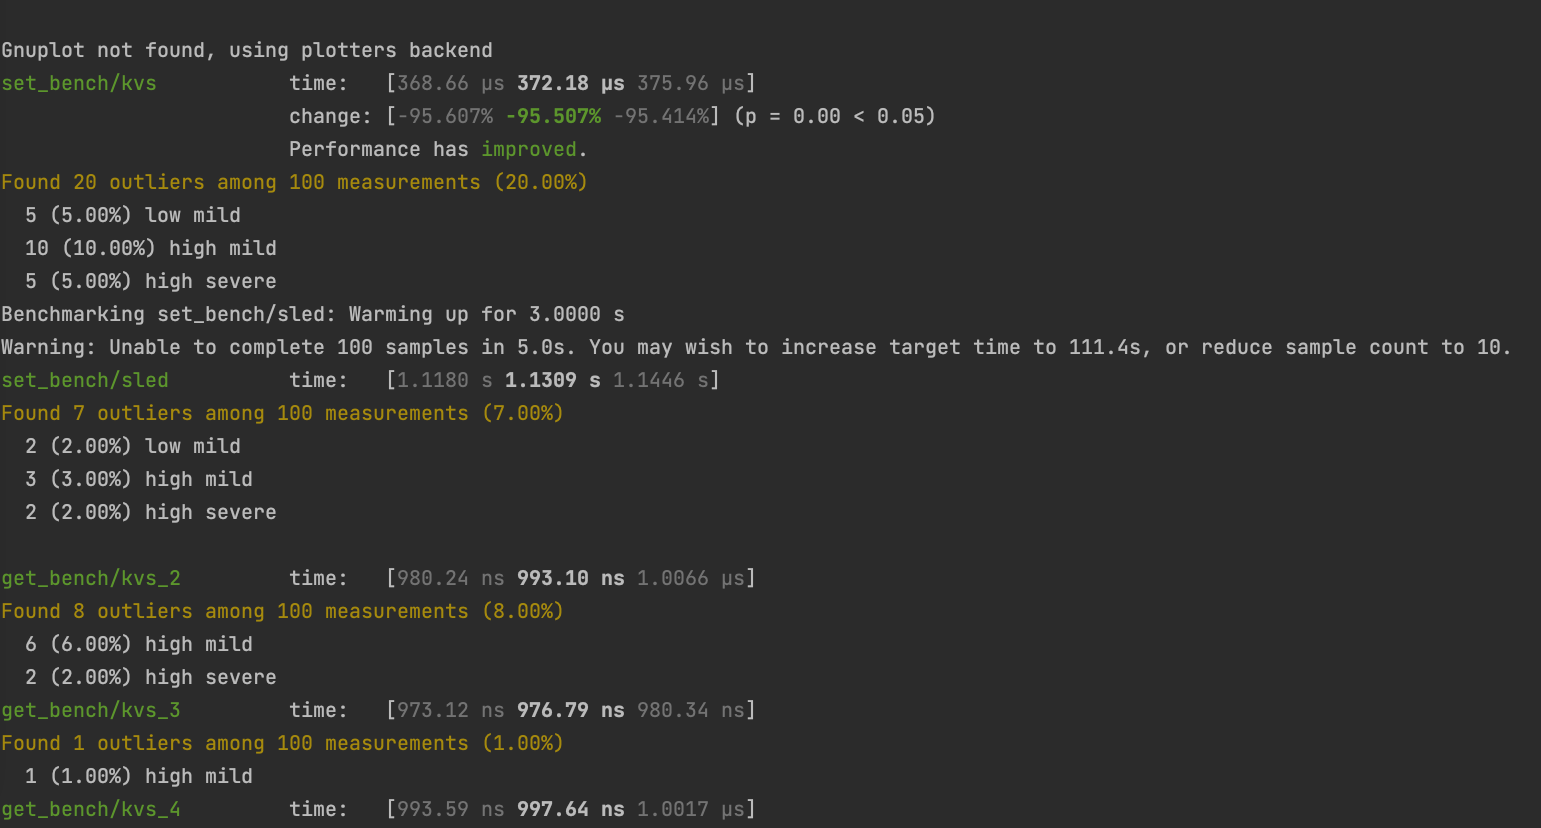 Gnuplot not found, using plotters backend
set_bench/kvs           time:   [368.66 µs 372.18 µs 375.96 µs]
                        change: [-95.607% -95.507% -95.414%] (p = 0.00 < 0.05)
                        Performance has improved.
Found 20 outliers among 100 measurements (20.00%)
  5 (5.00%) low mild
  10 (10.00%) high mild
  5 (5.00%) high severe
Benchmarking set_bench/sled: Warming up for 3.0000 s
Warning: Unable to complete 100 samples in 5.0s. You may wish to increase target time to 111.4s, or reduce sample count to 10.
set_bench/sled          time:   [1.1180 s 1.1309 s 1.1446 s]
Found 7 outliers among 100 measurements (7.00%)
  2 (2.00%) low mild
  3 (3.00%) high mild
  2 (2.00%) high severe

get_bench/kvs_2         time:   [980.24 ns 993.10 ns 1.0066 µs]
Found 8 outliers among 100 measurements (8.00%)
  6 (6.00%) high mild
  2 (2.00%) high severe
get_bench/kvs_3         time:   [973.12 ns 976.79 ns 980.34 ns]
Found 1 outliers among 100 measurements (1.00%)
  1 (1.00%) high mild
get_bench/kvs_4         time:   [993.59 ns 997.64 ns 1.0017 µs]